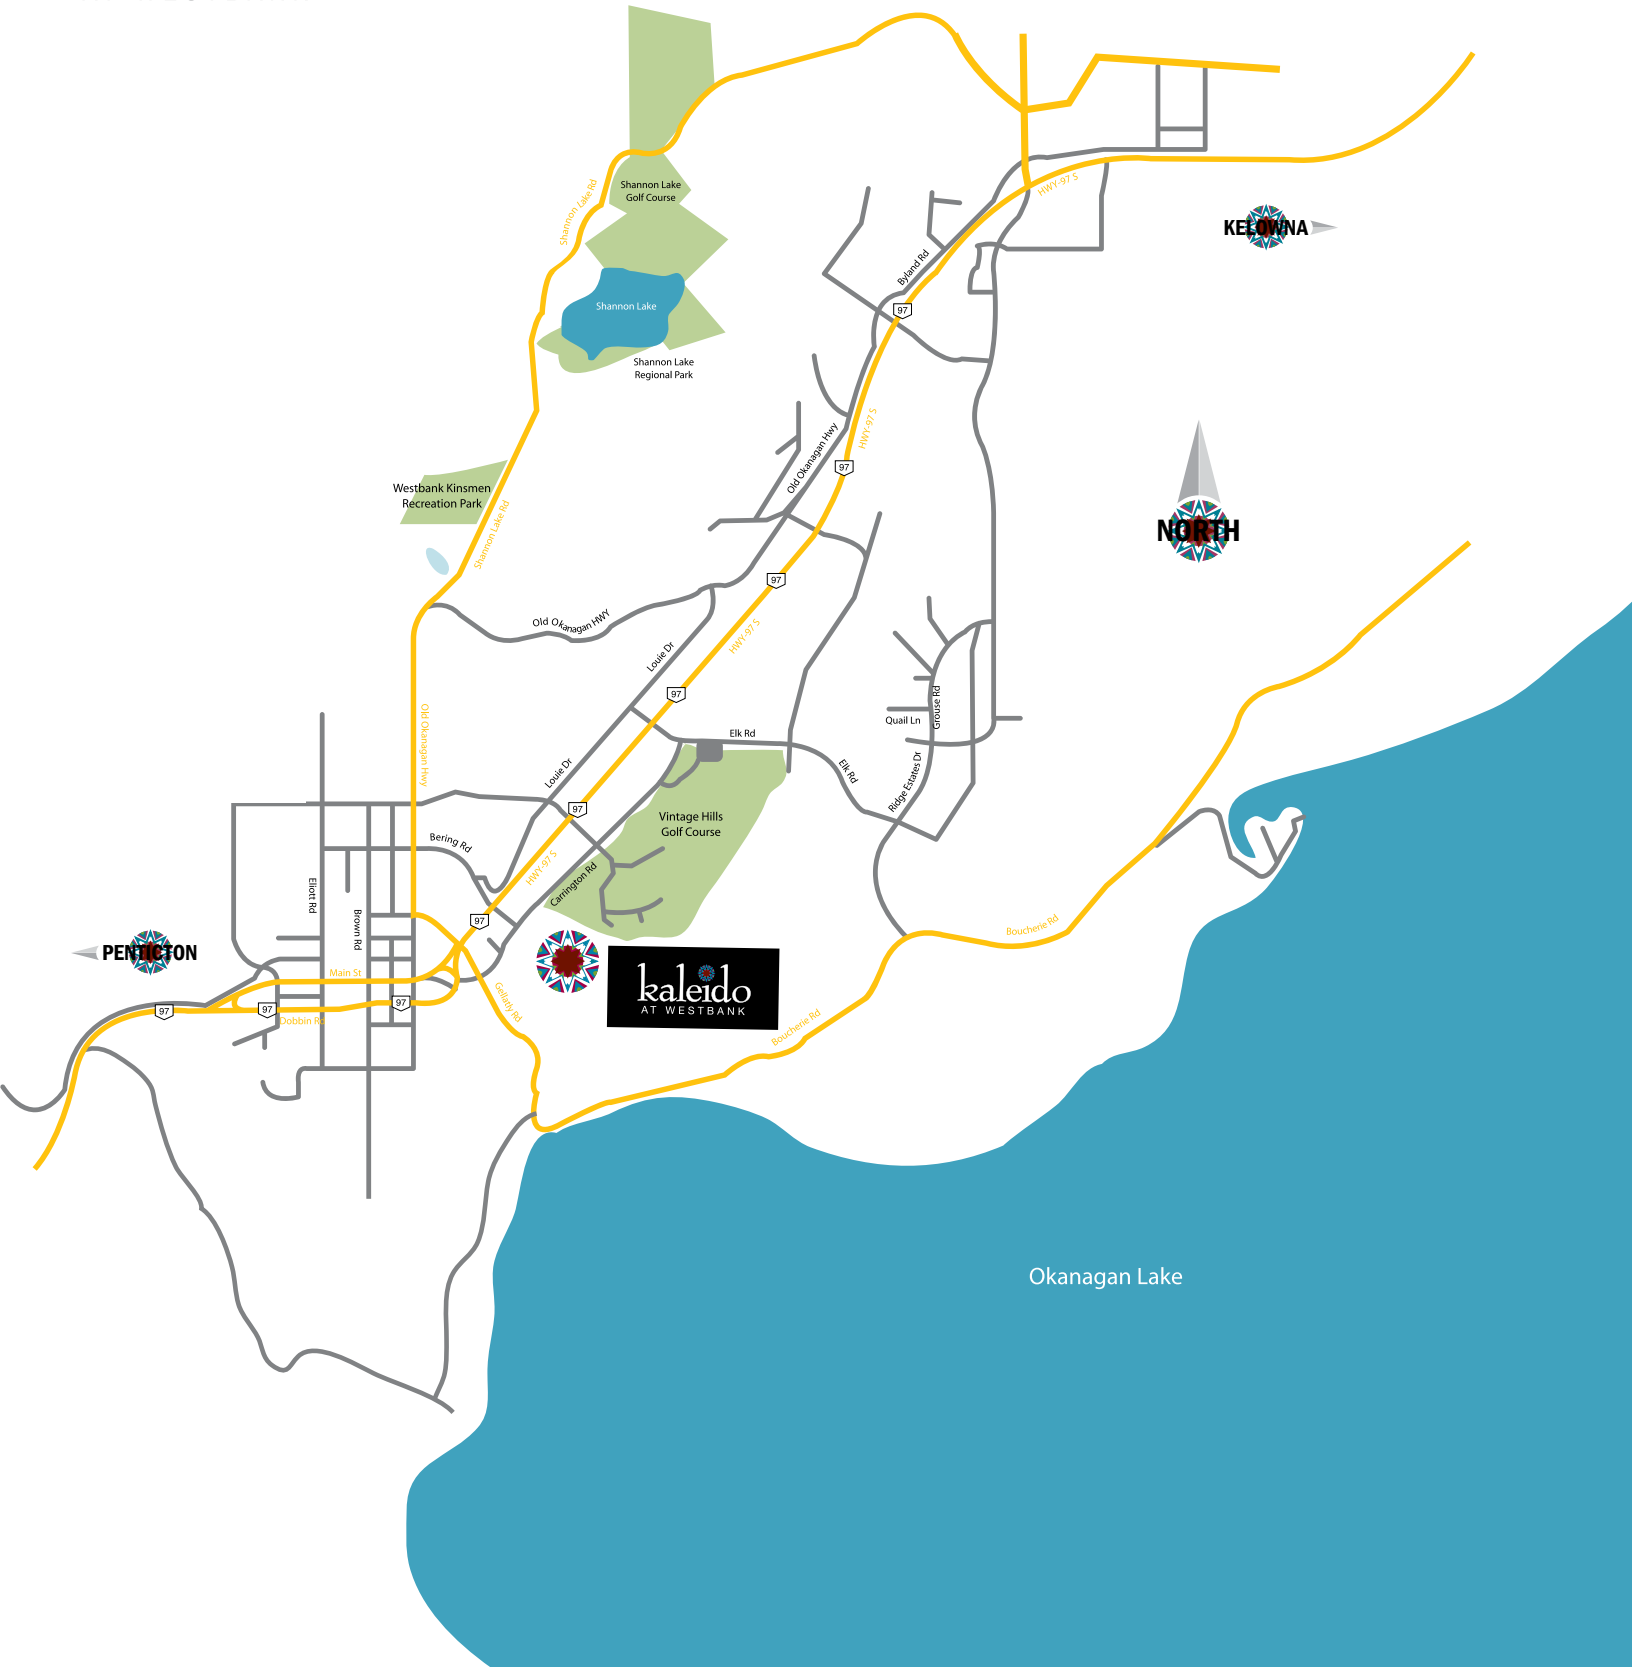 HWY-97 S
Shannon Lake
Golf Course
Shannon Lake Rd
KELOWNA
Byland Rd
Shannon Lake
97
Shannon Lake
Regional Park
HWY-97 S
Old Okanagan Hwy
97
Westbank Kinsmen
Recreation Park
Shannon Lake Rd
NORTH
97
Old Okanagan HWY
HWY-97 S
Louie Dr
97
Grouse Rd
Quail Ln
Old Okanagan Hwy
Elk Rd
Elk Rd
Louie Dr
Ridge Estates Dr
97
Vintage Hills
Golf Course
Bering Rd
HWY-97 S
Carrington Rd
Eliott Rd
Brown Rd
97
Boucherie Rd
PENTICTON
Main St
kaleido
AT WESTBANK
Gellatly Rd
97
97
97
Dobbin Rd
Boucherie Rd
Okanagan Lake